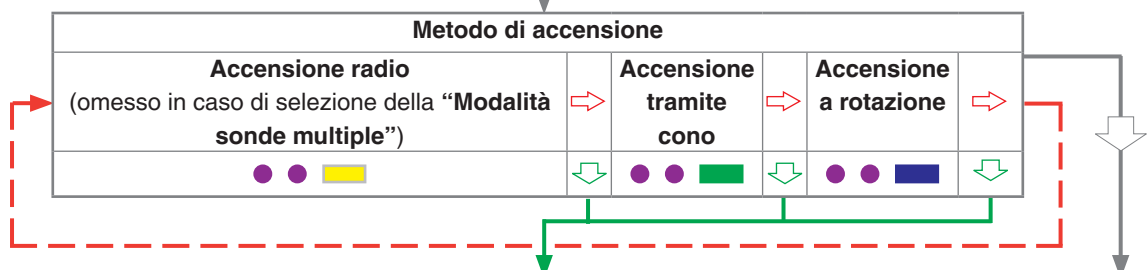 Metodo di accensione
Accensione radio
(omesso in caso di selezione della “Modalità
sonde multiple”)
Accensione
tramite
cono
Accensione
a rotazione